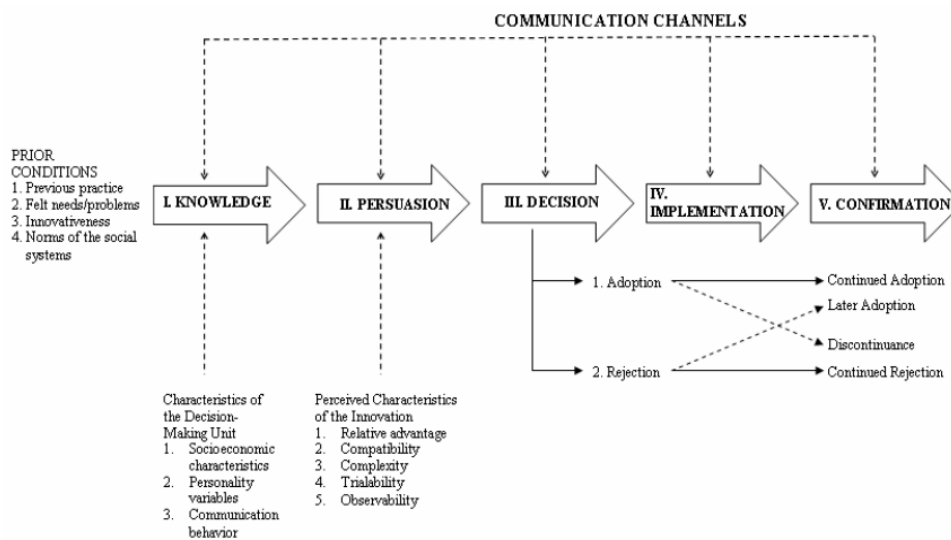 COMMUNICATION CHANNELS
PRIOR
CONDITIONS
1. Previous practice
2. Felt needs/problems
3. Innovativeness
4. Norms of the social
systems
I. KNOWLEDGE
II. PERSUASION
III. DECISION
IV.
IMPLEMENTATION
V. CONFIRMATION
1. Adoption
2. Rejection
Continued Adoption
Later Adoption
Discontinuance
Continued Rejection
Characteristics of
the Decision-
Making Unit
1. Socioeconomic
characteristics
2. Personality
variables
3. Communication
behavior
Perceived Characteristics
of the Innovation
1. Relative advantage
2. Compatibility
3. Complexity
4. Trialability
5. Observability